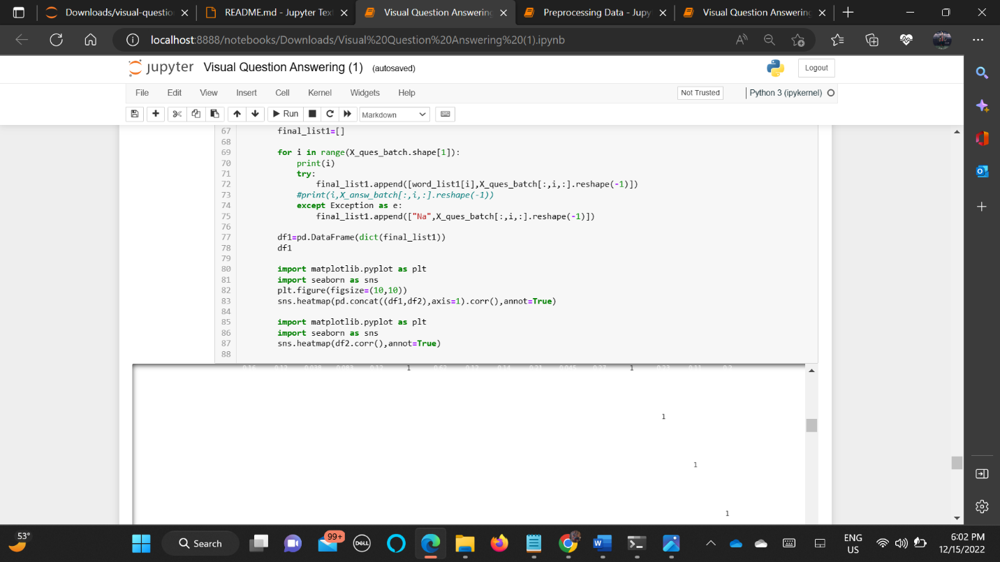 Downloads/visual-questio
README.md - Jupyter Text
Visual Question Answering
Preprocessing Data - Jupy
Visual Question Answering
localhost:8888/notebooks/Downloads/Visual%20Question%20Answering%20(1).ipynb
jupyter Visual Question Answering (1) (autosaved)
Logout
File Edit View Insert Cell Kernel Widgets Help
Not Trusted
Python 3 (ipykernel)
Run
Markdown
67 final_list1=[]
68
69 for i in range(X_ques_batch.shape[1]):
70 print(i)
71 try:
72 final_list1.append([word_list1[i],X_ques_batch[:,i,:].reshape(-1)])
73 #print(i,X_answ_batch[:,i,:].reshape(-1))
74 except Exception as e:
75 final_list1.append(["Na",X_ques_batch[:,i,:].reshape(-1)])
76
77 df1=pd.DataFrame(dict(final_list1))
78 df1
79
80 import matplotlib.pyplot as plt
81 import seaborn as sns
82 plt.figure(figsize=(10,10))
83 sns.heatmap(pd.concat((df1,df2),axis=1).corr(),annot=True)
84
85 import matplotlib.pyplot as plt
86 import seaborn as sns
87 sns.heatmap(df2.corr(),annot=True)
88
1 1
1
1
1
53°
Search
99+
DELL
ENG
US
6:02 PM
12/15/2022